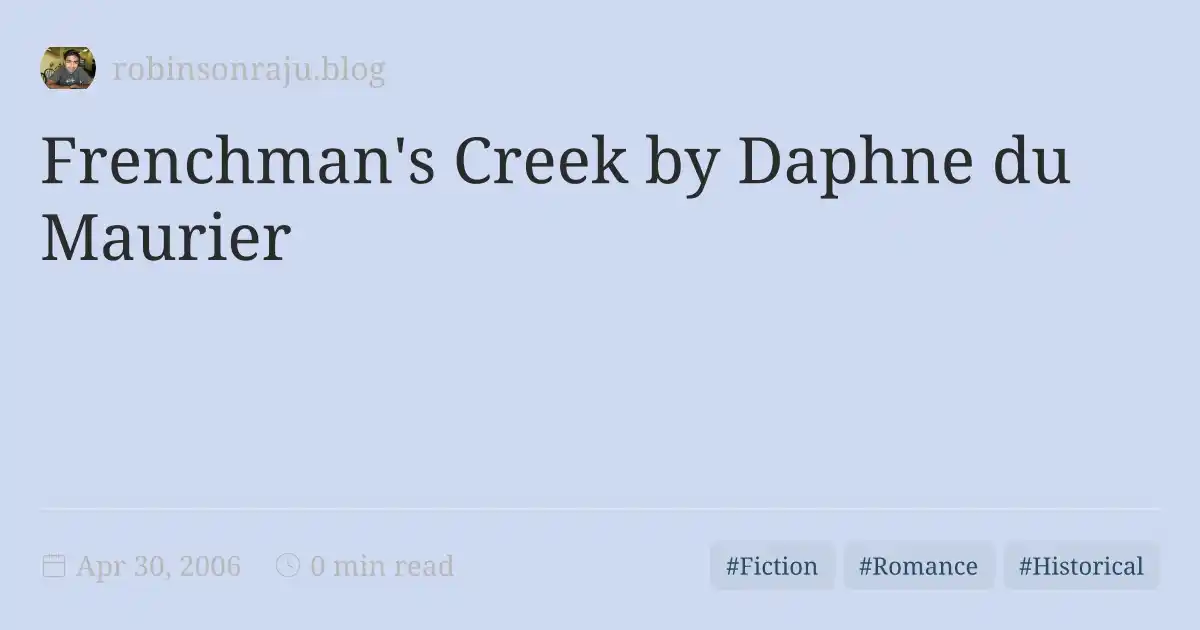 robinsonraju.blog
Frenchman's Creek by Daphne du
Maurier
Apr 30, 2006 0 min read #Fiction #Romance #Historical